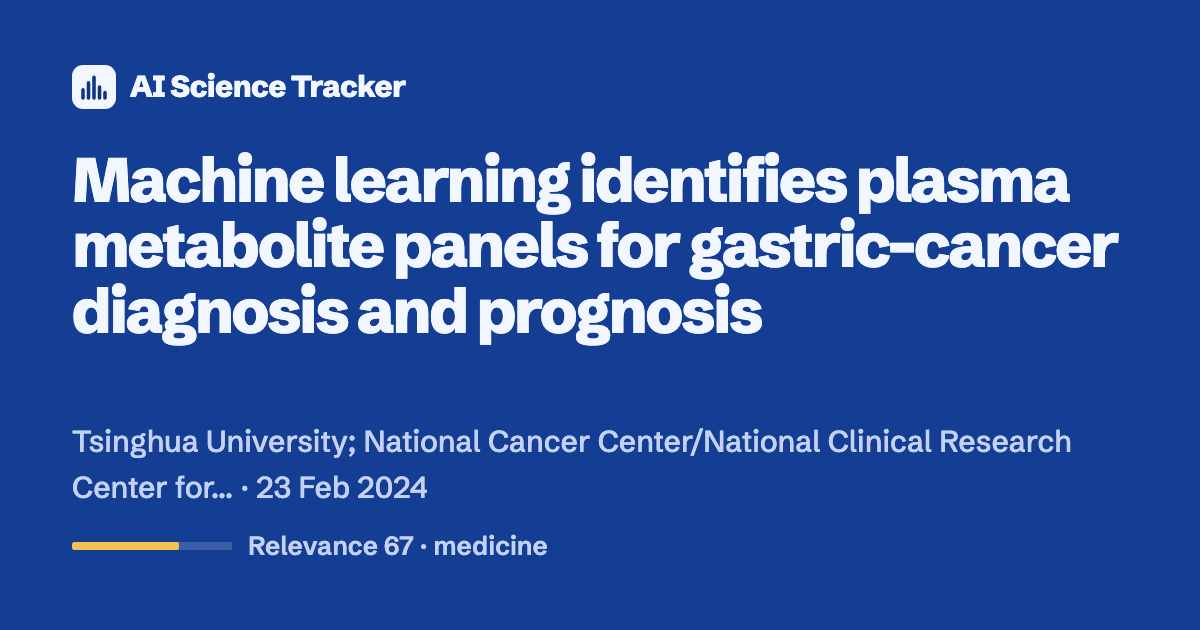 AI Science Tracker
Machine learning identifies plasma
metabolite panels for gastric-cancer
diagnosis and prognosis
Tsinghua University; National Cancer Center/National Clinical Research
Center for... · 23 Feb 2024
Relevance 67 · medicine